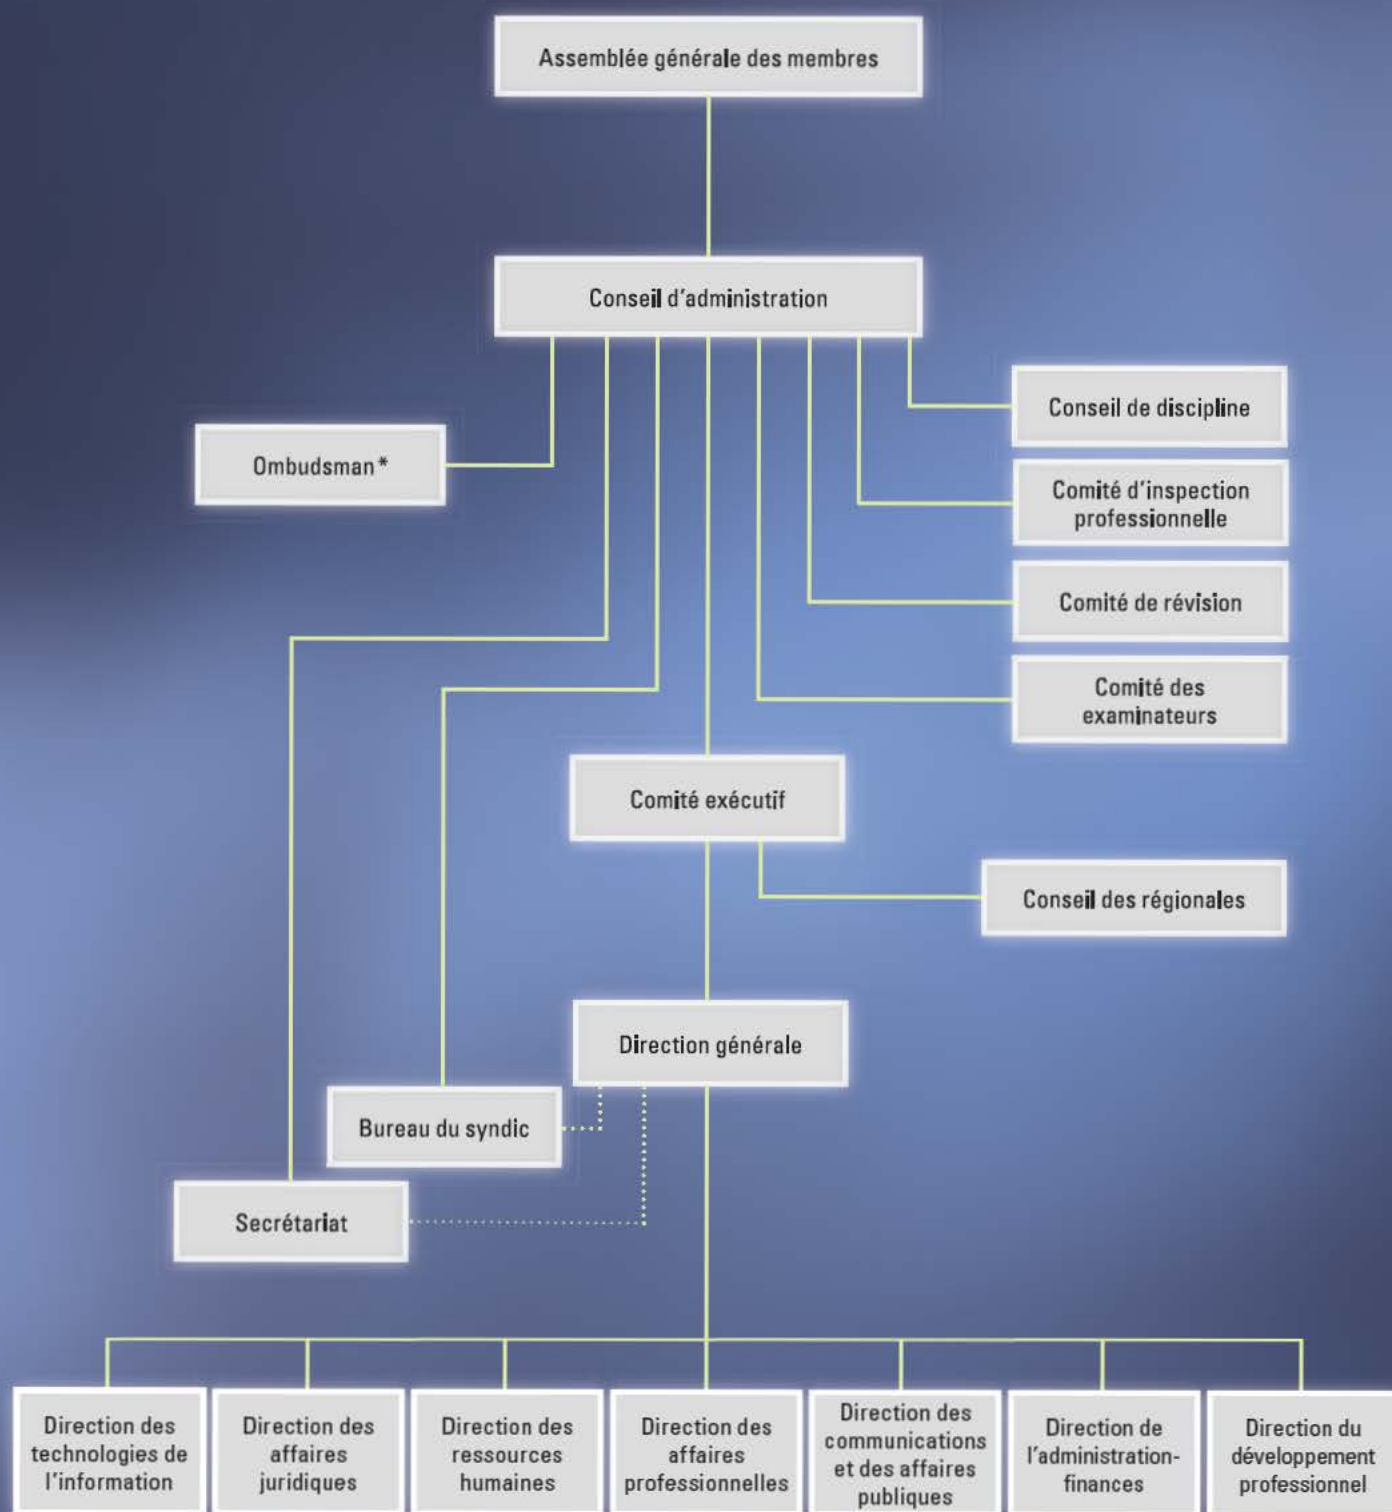 Assemblée générale des membres
Conseil d'administration
Conseil de discipline
Ombudsman*
Comité d'inspection
professionnelle
Comité de révision
Comité des
examinateurs
Comité exécutif
Conseil des régionales
Direction générale
Bureau du syndic
Secrétariat
Direction des
technologies de
l'information
Direction des
affaires
juridiques
Direction des
ressources
humaines
Direction des
affaires
professionnelles
Direction des
communications
et des affaires
publiques
Direction de
l'administration-
finances
Direction du
développement
professionnel